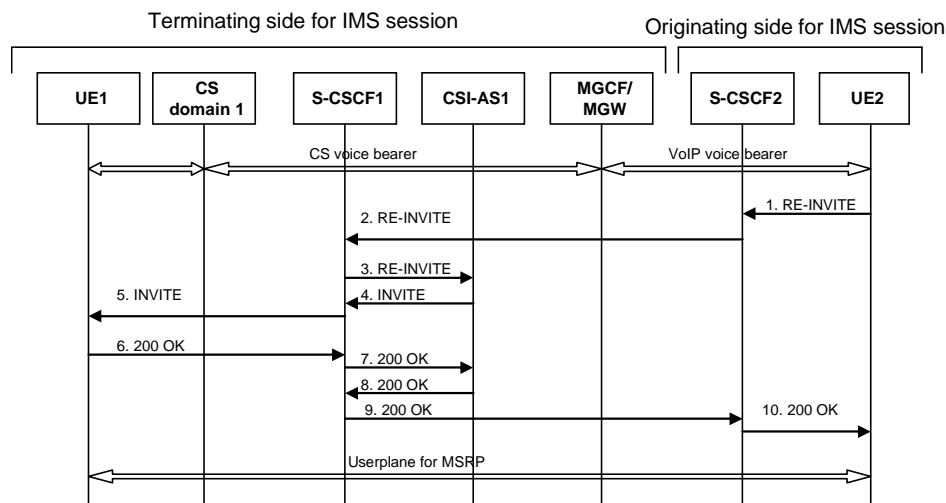 Terminating side for IMS session
Originating side for IMS session
UE1
CS
domain 1
S-CSCF1
CSI-AS1
MGCF/
MGW
S-CSCF2
UE2
CS voice bearer
VoIP voice bearer
1. RE-INVITE
2. RE-INVITE
3. RE-INVITE
4. INVITE
5. INVITE
6. 200 OK
7. 200 OK
8. 200 OK
9. 200 OK
10. 200 OK
Userplane for MSRP